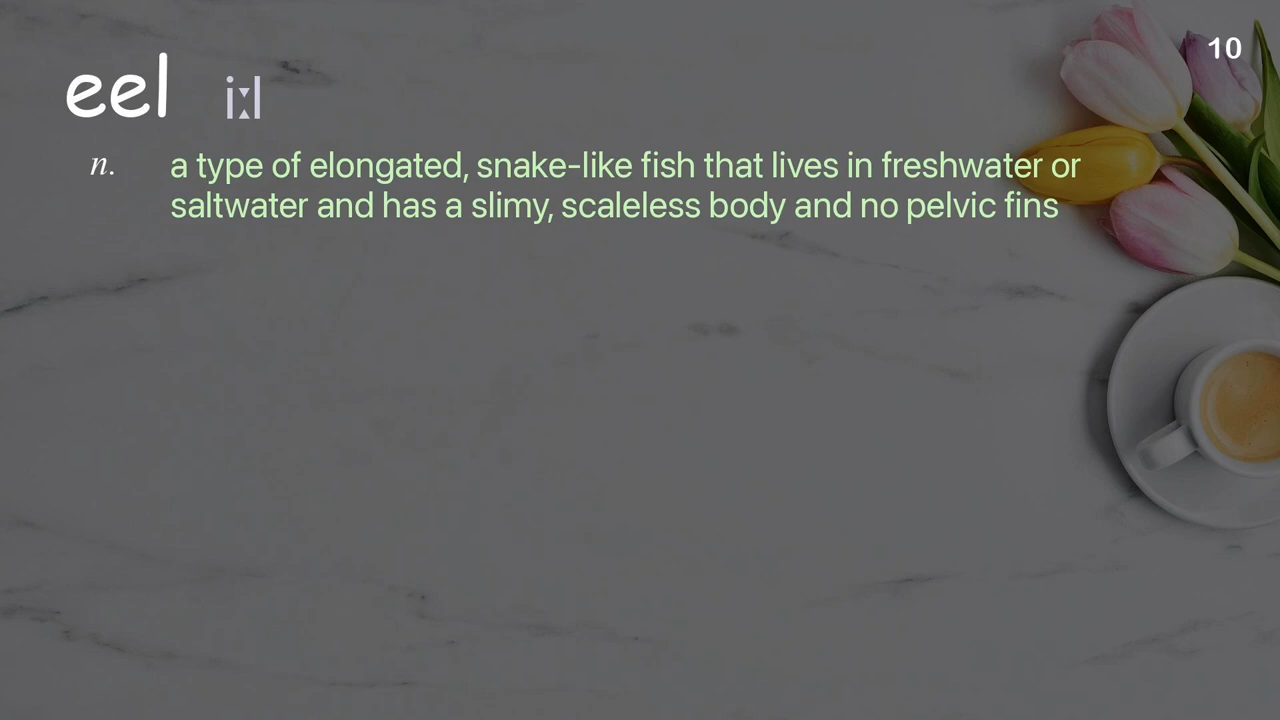 10
eel iːl
n. a type of elongated, snake-like fish that lives in freshwater or
saltwater and has a slimy, scaleless body and no pelvic fins